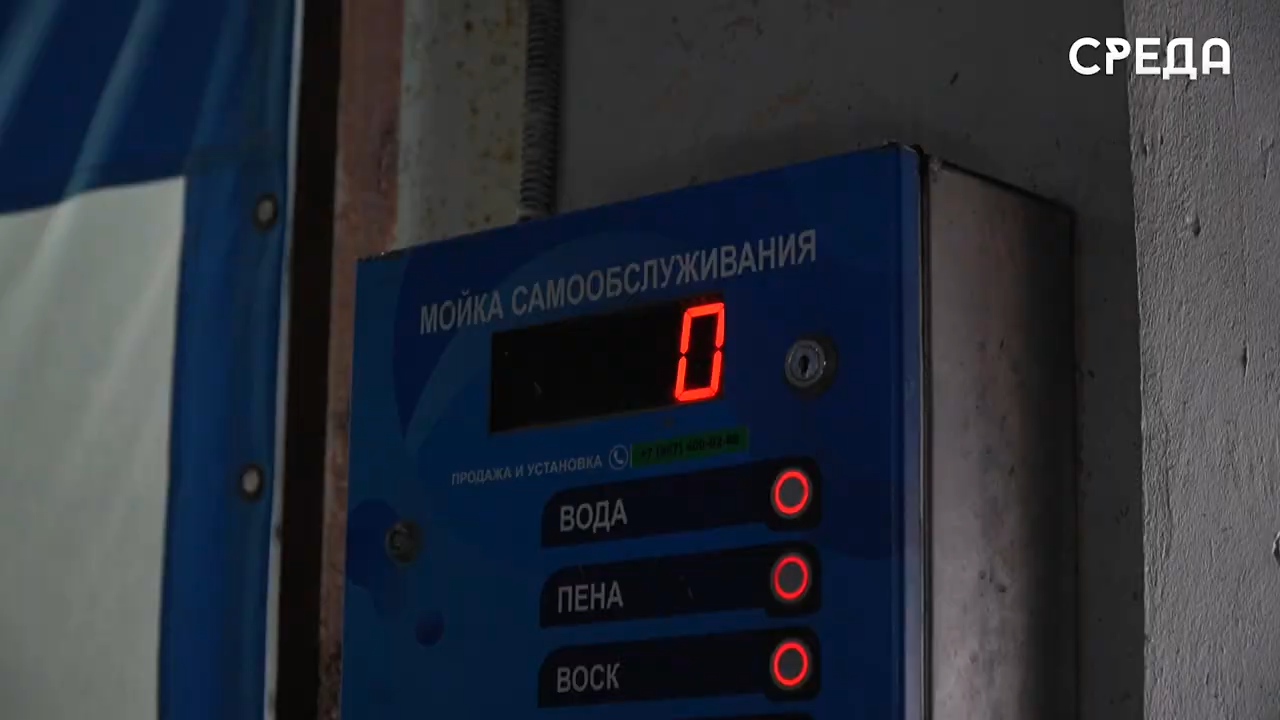 СРЕДА
МОЙКА САМООБСЛУЖИВАНИЯ
0
ПРОДАЖА И УСТАНОВКА
ВОДА
ПЕНА
ВОСК